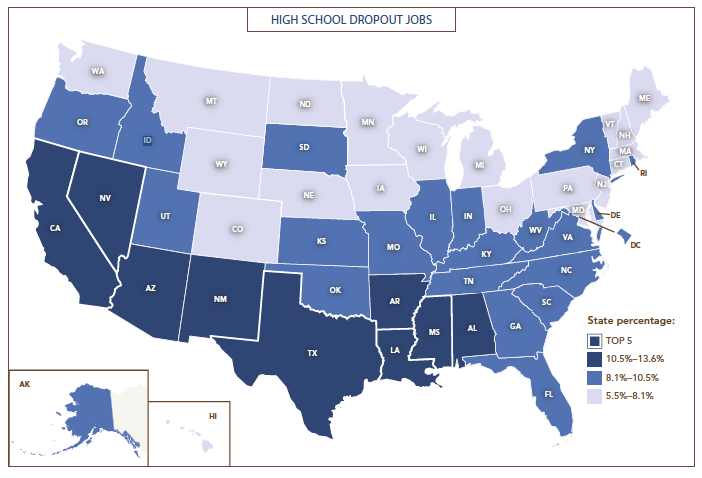 HIGH SCHOOL DROPOUT JOBS
WA
ME
MT
ND
VT
OR
MN
NH
ID
SD
WI
NY
MA
MI
CT
WY
RI
IA
PA
NJ
NE
NV
OH
MD
UT
IL
IN
DE
CA
CO
WV
VA
DC
KS
MO
KY
NC
AZ
OK
TN
NM
AR
SC
MS
AL
GA
State percentage:
TOP 5
TX
LA
10.5%–13.6%
8.1%–10.5%
AK
FL
5.5%–8.1%
HI